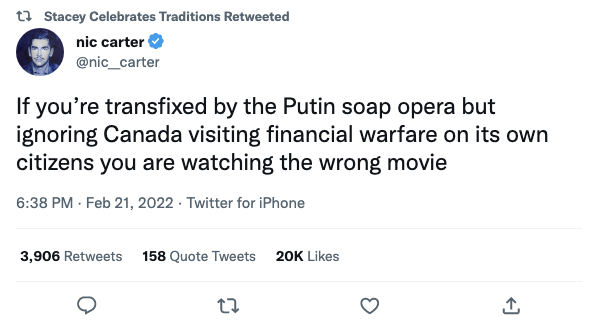 Stacey Celebrates Traditions Retweeted
nic carter
@nic__carter
If you’re transfixed by the Putin soap opera but
ignoring Canada visiting financial warfare on its own
citizens you are watching the wrong movie
6:38 PM · Feb 21, 2022 · Twitter for iPhone
3,906 Retweets 158 Quote Tweets 20K Likes